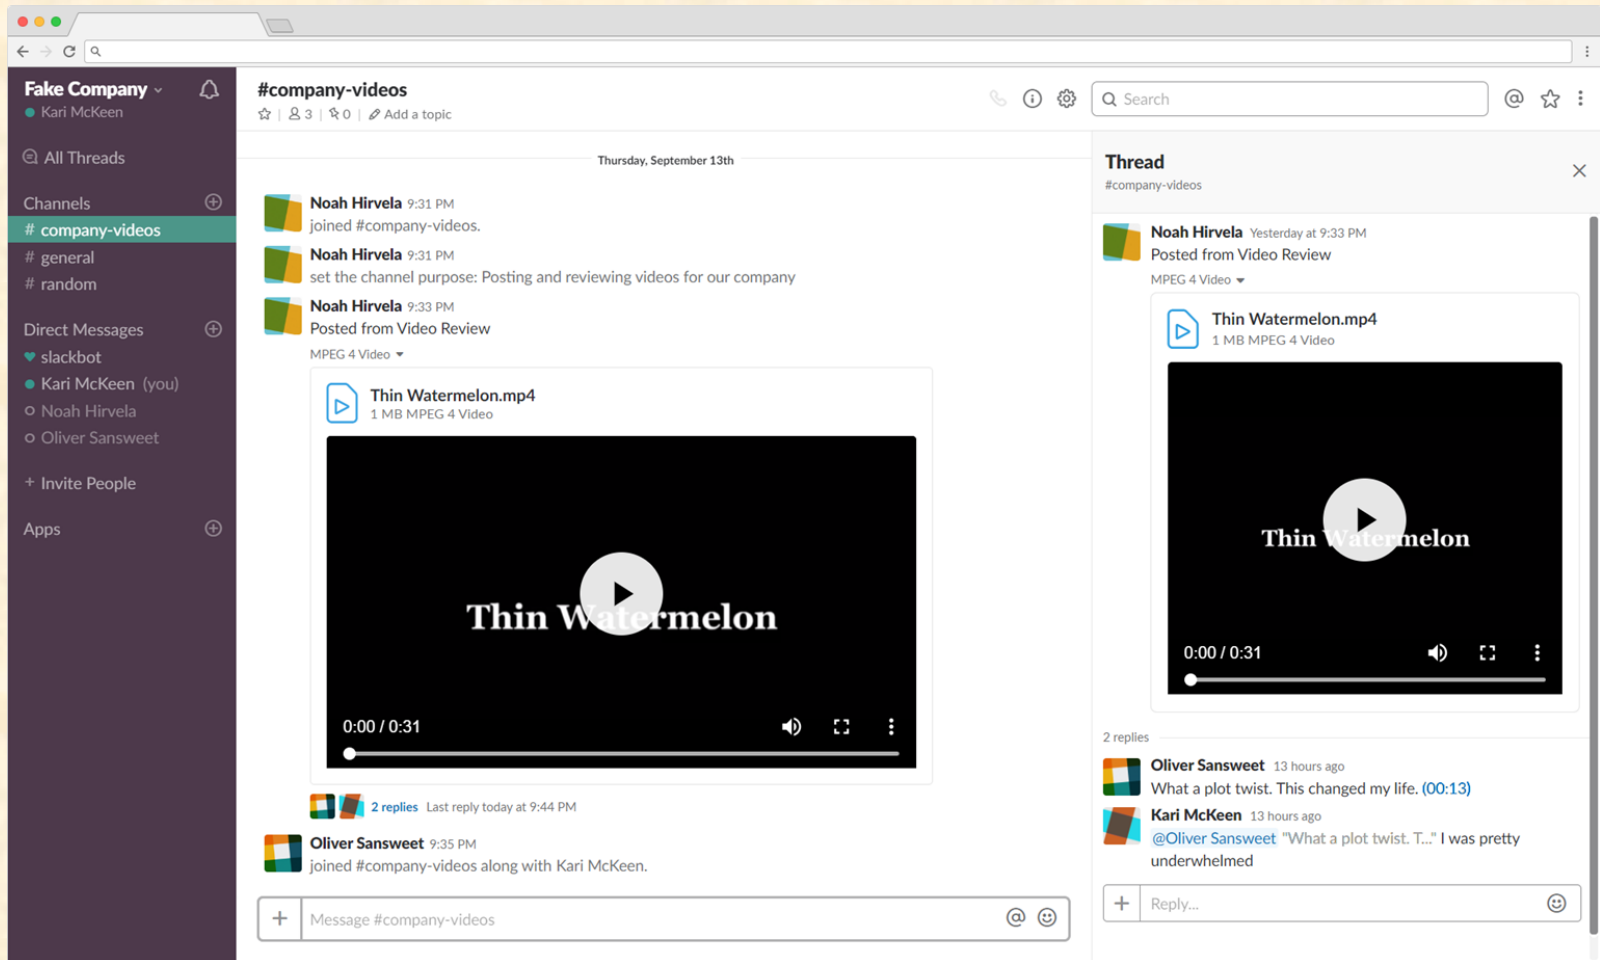 Fake Company
Kari McKeen
All Threads
Channels
# company-videos
# general
# random
Direct Messages
slackbot
Kari McKeen (you)
Noah Hirvela
Oliver Sansweet
+ Invite People
Apps
#company-videos
3 | 0 | Add a topic
Search
Thursday, September 13th
Noah Hirvela 9:31 PM
joined #company-videos.
Noah Hirvela 9:31 PM
set the channel purpose: Posting and reviewing videos for our company
Noah Hirvela 9:33 PM
Posted from Video Review
MPEG 4 Video
Thin Watermelon.mp4
1 MB MPEG 4 Video
Thin Watermelon
0:00 / 0:31
2 replies Last reply today at 9:44 PM
Oliver Sansweet 9:35 PM
joined #company-videos along with Kari McKeen.
+ Message #company-videos @
Thread
#company-videos
Noah Hirvela Yesterday at 9:33 PM
Posted from Video Review
MPEG 4 Video
Thin Watermelon.mp4
1 MB MPEG 4 Video
Thin Watermelon
0:00 / 0:31
2 replies
Oliver Sansweet 13 hours ago
What a plot twist. This changed my life. (00:13)
Kari McKeen 13 hours ago
@Oliver Sansweet "What a plot twist. T..." I was pretty
underwhelmed
+ Reply...